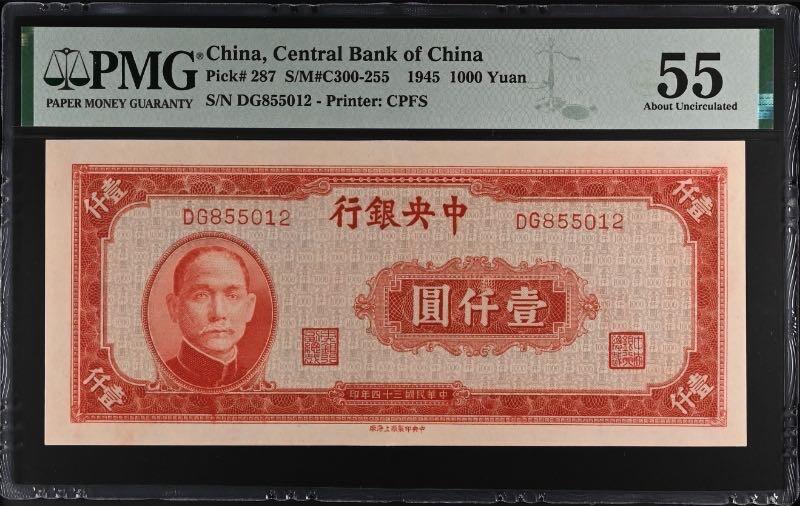 PMG®
PAPER MONEY GUARANTY
China, Central Bank of China
Pick# 287 S/M#C300-255 1945 1000 Yuan
S/N DG855012 - Printer: CPFS
55
About Uncirculated
仟壹
仟壹
DG855012
行銀央中
DG855012
圓仟壹
仟壹
仟壹
印年四十三國民華中